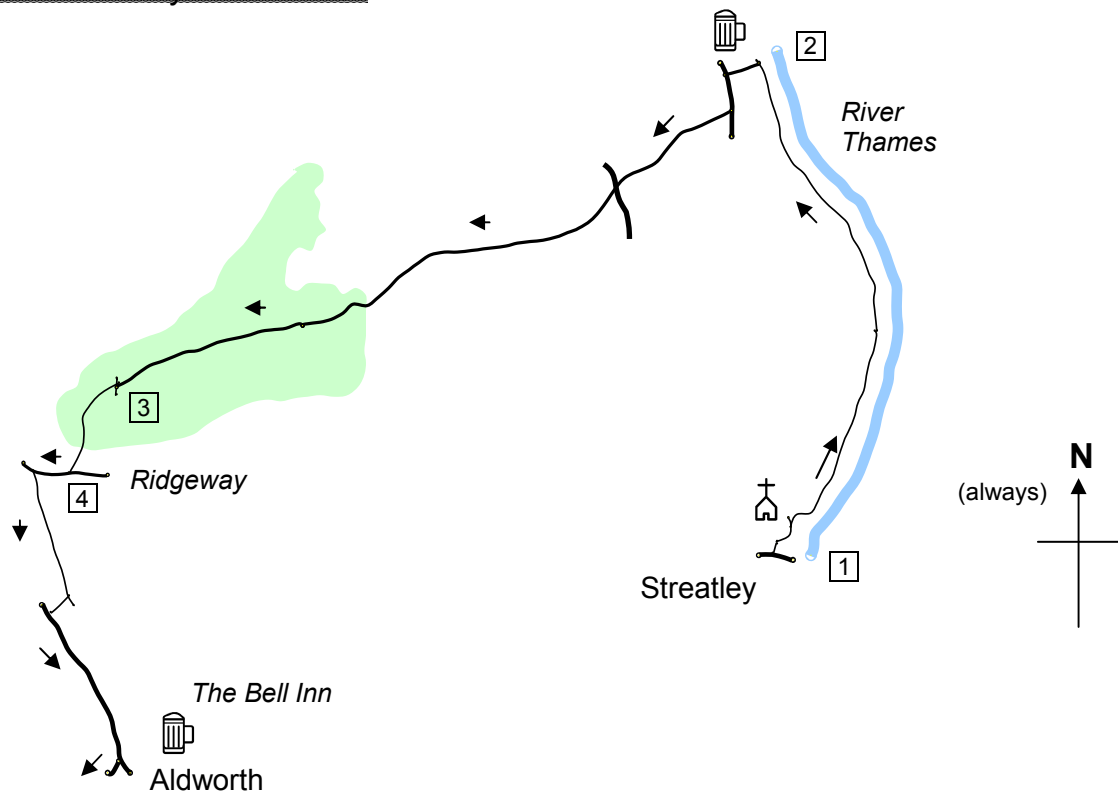 2
River
Thames
3
N
(always)
Ridgeway
4
1
Streatley
The Bell Inn
Aldworth